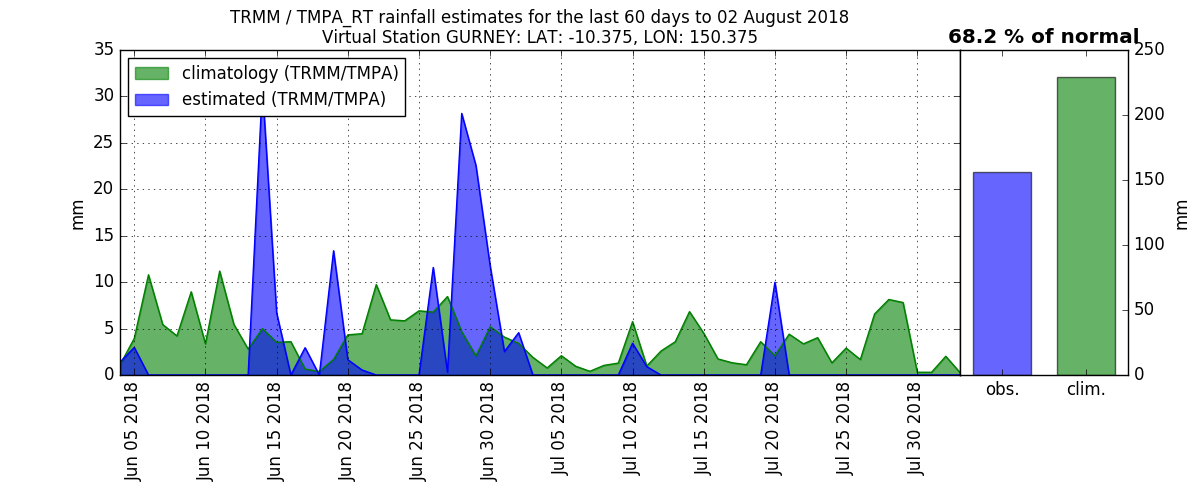 TRMM / TMPA_RT rainfall estimates for the last 60 days to 02 August 2018
Virtual Station GURNEY: LAT: -10.375, LON: 150.375
68.2 % of normal
climatology (TRMM/TMPA)
estimated (TRMM/TMPA)
mm
35
30
25
20
15
10
5
0
Jun 05 2018
Jun 10 2018
Jun 15 2018
Jun 20 2018
Jun 25 2018
Jun 30 2018
Jul 05 2018
Jul 10 2018
Jul 15 2018
Jul 20 2018
Jul 25 2018
Jul 30 2018
obs.
clim.
250
200
150
100
50
0
mm